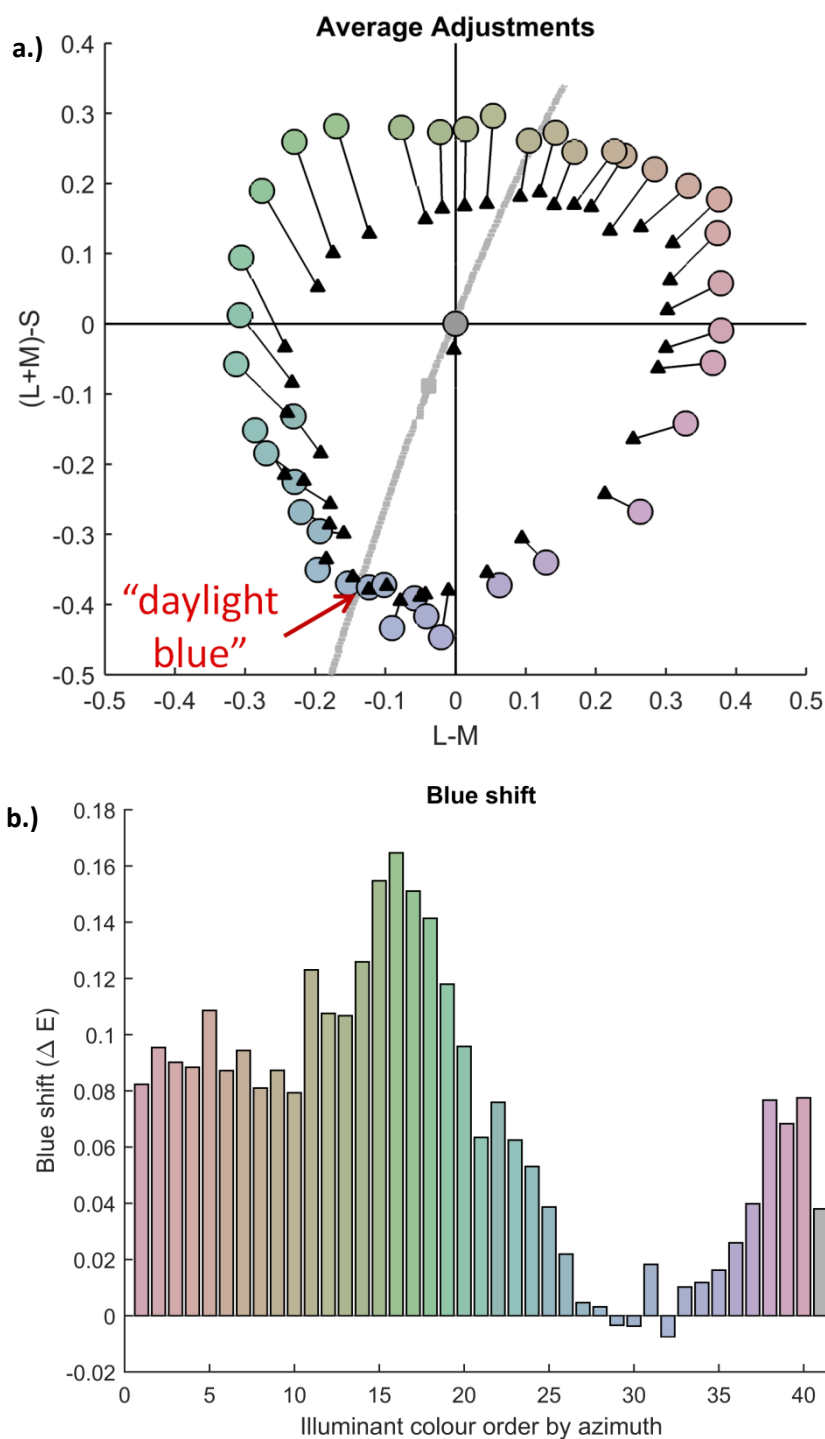 a.)
Average Adjustments
0.4
0.3
0.2
0.1
0
-0.1
-0.2
-0.3
-0.4
-0.5
(L+M)-S
"daylight
blue"
-0.5 -0.4 -0.3 -0.2 -0.1 0 0.1 0.2 0.3 0.4 0.5
L-M
b.)
Blue shift
0.18
0.16
0.14
0.12
0.1
0.08
0.06
0.04
0.02
0
-0.02
Blue shift (Δ E)
0 5 10 15 20 25 30 35 40
Illuminant colour order by azimuth